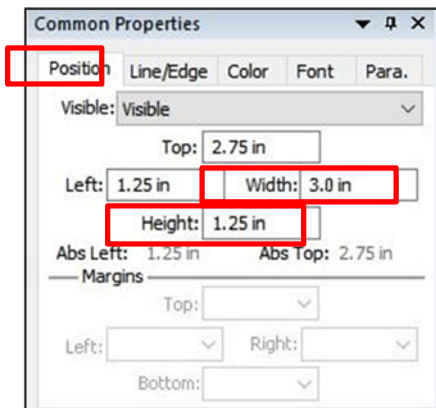 Common Properties
Position Line/Edge Color Font Para.
Visible: Visible
Top: 2.75 in
Left: 1.25 in Width: 3.0 in
Height: 1.25 in
Abs Left: 1.25 in Abs Top: 2.75 in
Margins
Top:
Left: Right:
Bottom: